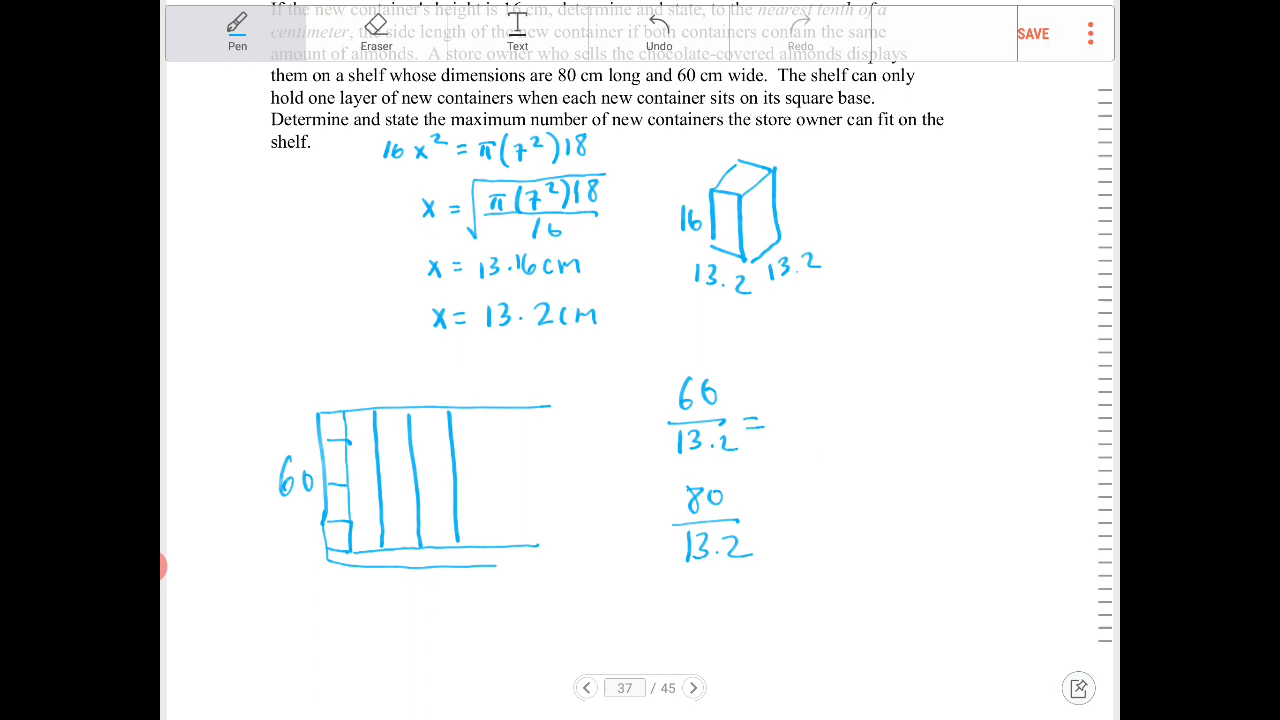 If the new container's height is 16 cm, determine and state, to the nearest tenth of a
centimeter, the side length of the new container if both containers contain the same
amount of almonds. A store owner who sells the chocolate-covered almonds displays
Pen
Eraser
Text
Undo
Redo
SAVE
them on a shelf whose dimensions are 80 cm long and 60 cm wide. The shelf can only
hold one layer of new containers when each new container sits on its square base.
Determine and state the maximum number of new containers the store owner can fit on the
shelf.
16 x² = π(7²)18
x = √(π(7²)18/16)
x = 13.16cm
x = 13.2cm
16
13.2 13.2
60
60/13.2 =
80/13.2
37 / 45